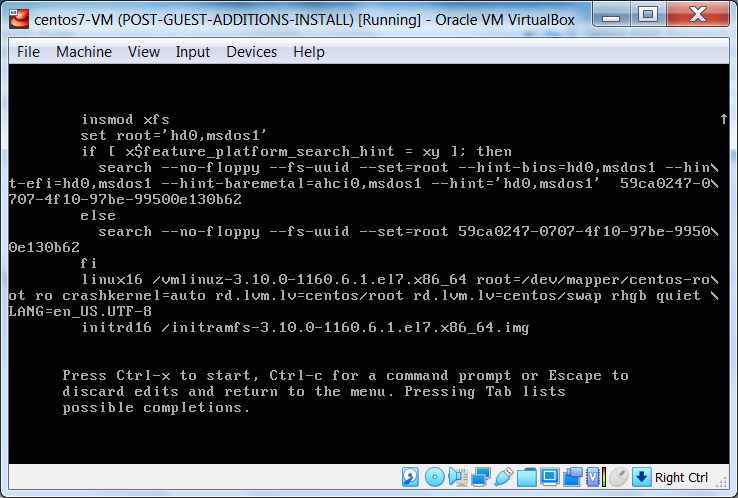 centos7-VM (POST-GUEST-ADDITIONS-INSTALL) [Running] - Oracle VM VirtualBox
File Machine View Input Devices Help
insmod xfs
set root='hd0,msdos1'
if [ x$feature_platform_search_hint = xy ]; then
search --no-floppy --fs-uuid --set=root --hint-bios=hd0,msdos1 --hin\
t-efi=hd0,msdos1 --hint-baremetal=ahci0,msdos1 --hint='hd0,msdos1'  59ca0247-0\
707-4f10-97be-99500e130b62
else
search --no-floppy --fs-uuid --set=root 59ca0247-0707-4f10-97be-9950\
0e130b62
fi
linux16 /vmlinuz-3.10.0-1160.6.1.el7.x86_64 root=/dev/mapper/centos-ro\
ot ro crashkernel=auto rd.lvm.lv=centos/root rd.lvm.lv=centos/swap rhgb quiet \
LANG=en_US.UTF-8
initrd16 /initramfs-3.10.0-1160.6.1.el7.x86_64.img
Press Ctrl-x to start, Ctrl-c for a command prompt or Escape to
discard edits and return to the menu. Pressing Tab lists
possible completions.
Right Ctrl